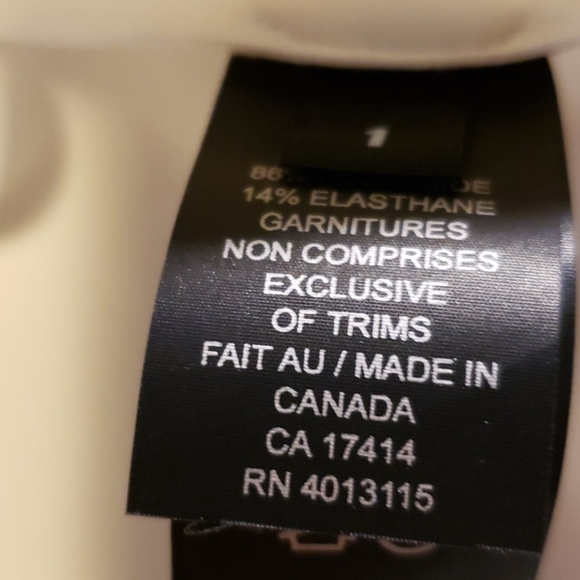 1
14% ELASTHANE
GARNITURES
NON COMPRISES
EXCLUSIVE
OF TRIMS
FAIT AU / MADE IN
CANADA
CA 17414
RN 4013115